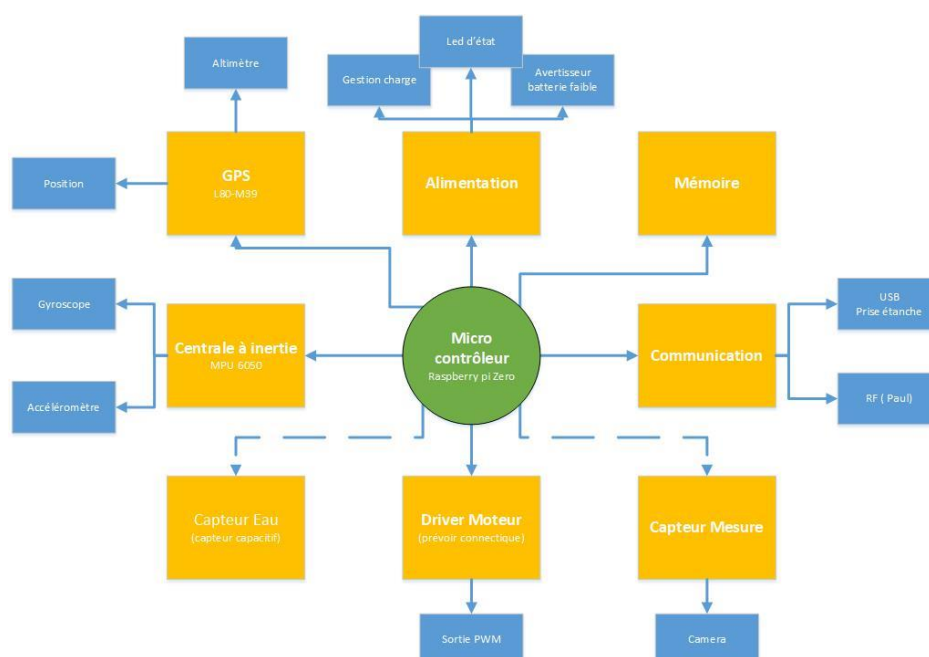 Led d'état
Altimètre
Gestion charge
Avertisseur
batterie faible
GPS
L80-M39
Alimentation
Mémoire
Position
Gyroscope
USB
Prise étanche
Centrale à inertie
MPU 6050
Micro
contrôleur
Raspberry pi Zero
Communication
Accéléromètre
RF ( Paul)
Capteur Eau
(capteur capacitif)
Driver Moteur
(prevoir connectique)
Capteur Mesure
Sortie PWM
Camera